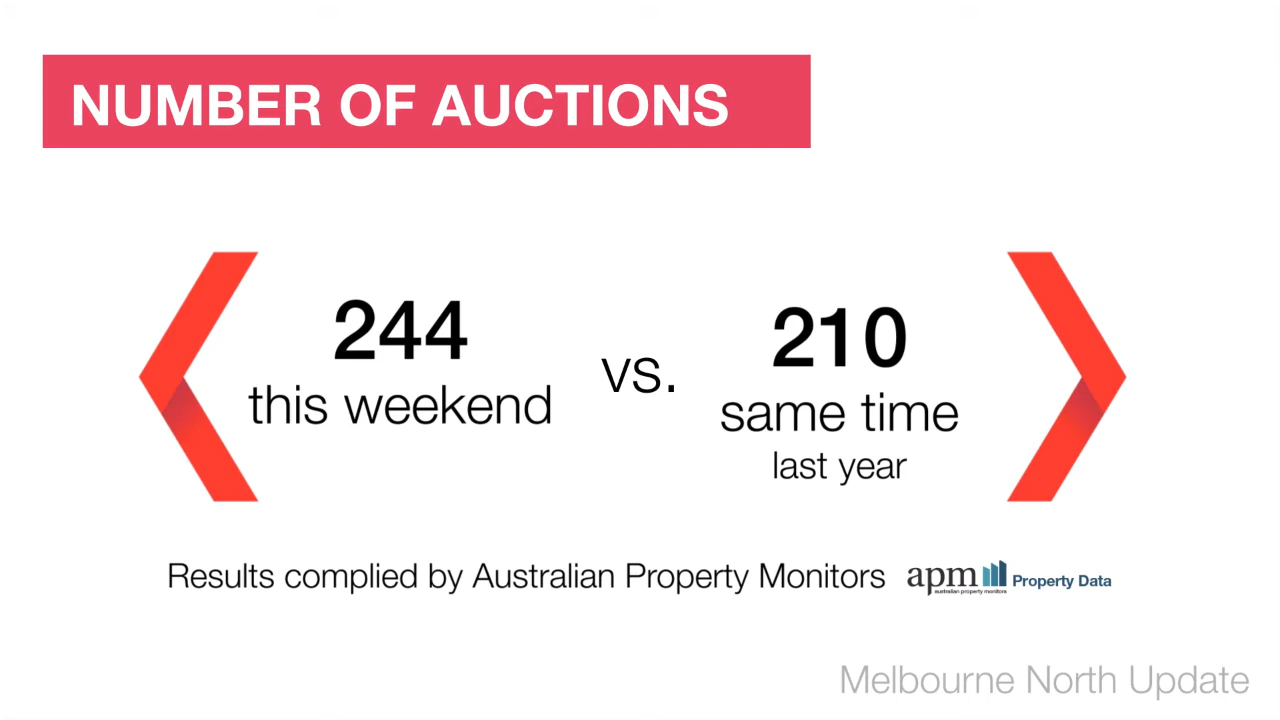 NUMBER OF AUCTIONS
244
this weekend
vs.
210
same time
last year
Results complied by Australian Property Monitors
apm Property Data
australian property monitors
Melbourne North Update